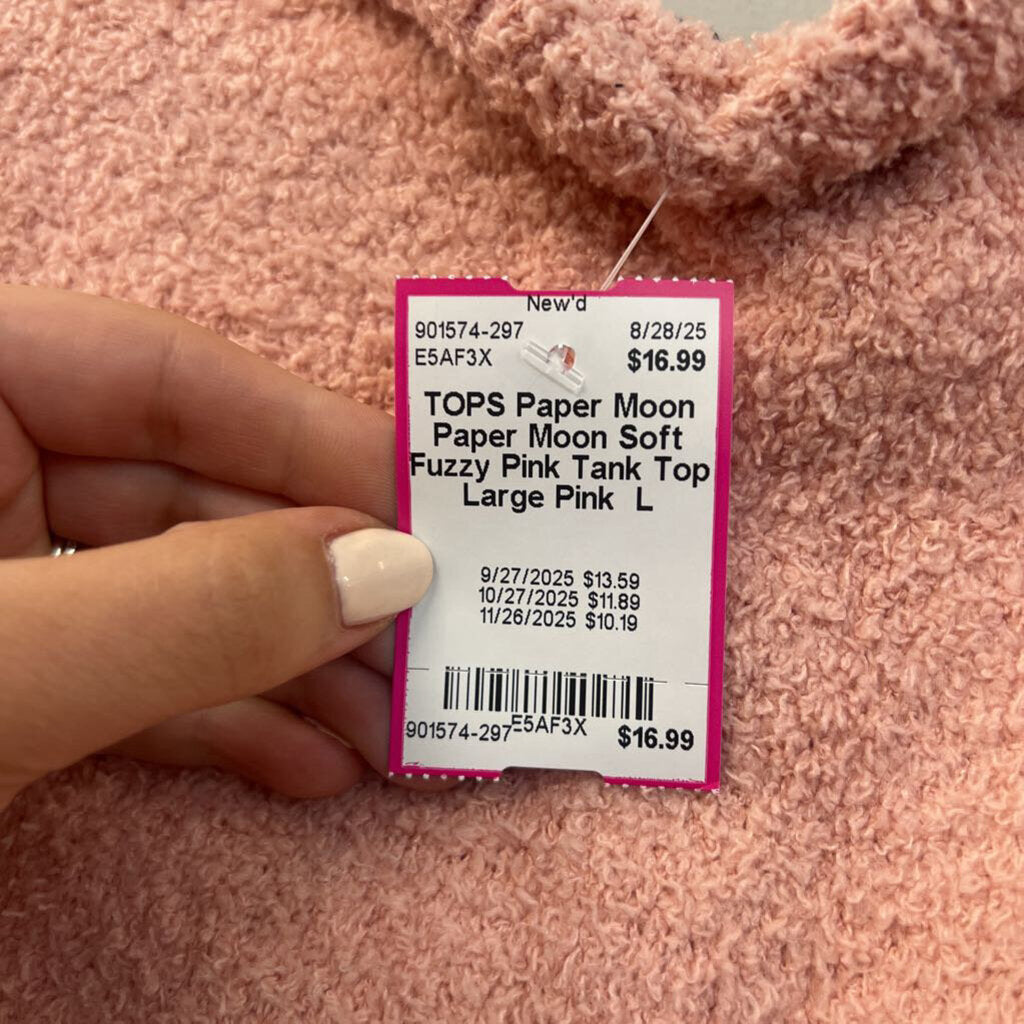 New'd
901574-297 8/28/25
E5AF3X $16.99
TOPS Paper Moon
Paper Moon Soft
Fuzzy Pink Tank Top
Large Pink L
9/27/2025 $13.59
10/27/2025 $11.89
11/26/2025 $10.19
901574-297 E5AF3X $16.99